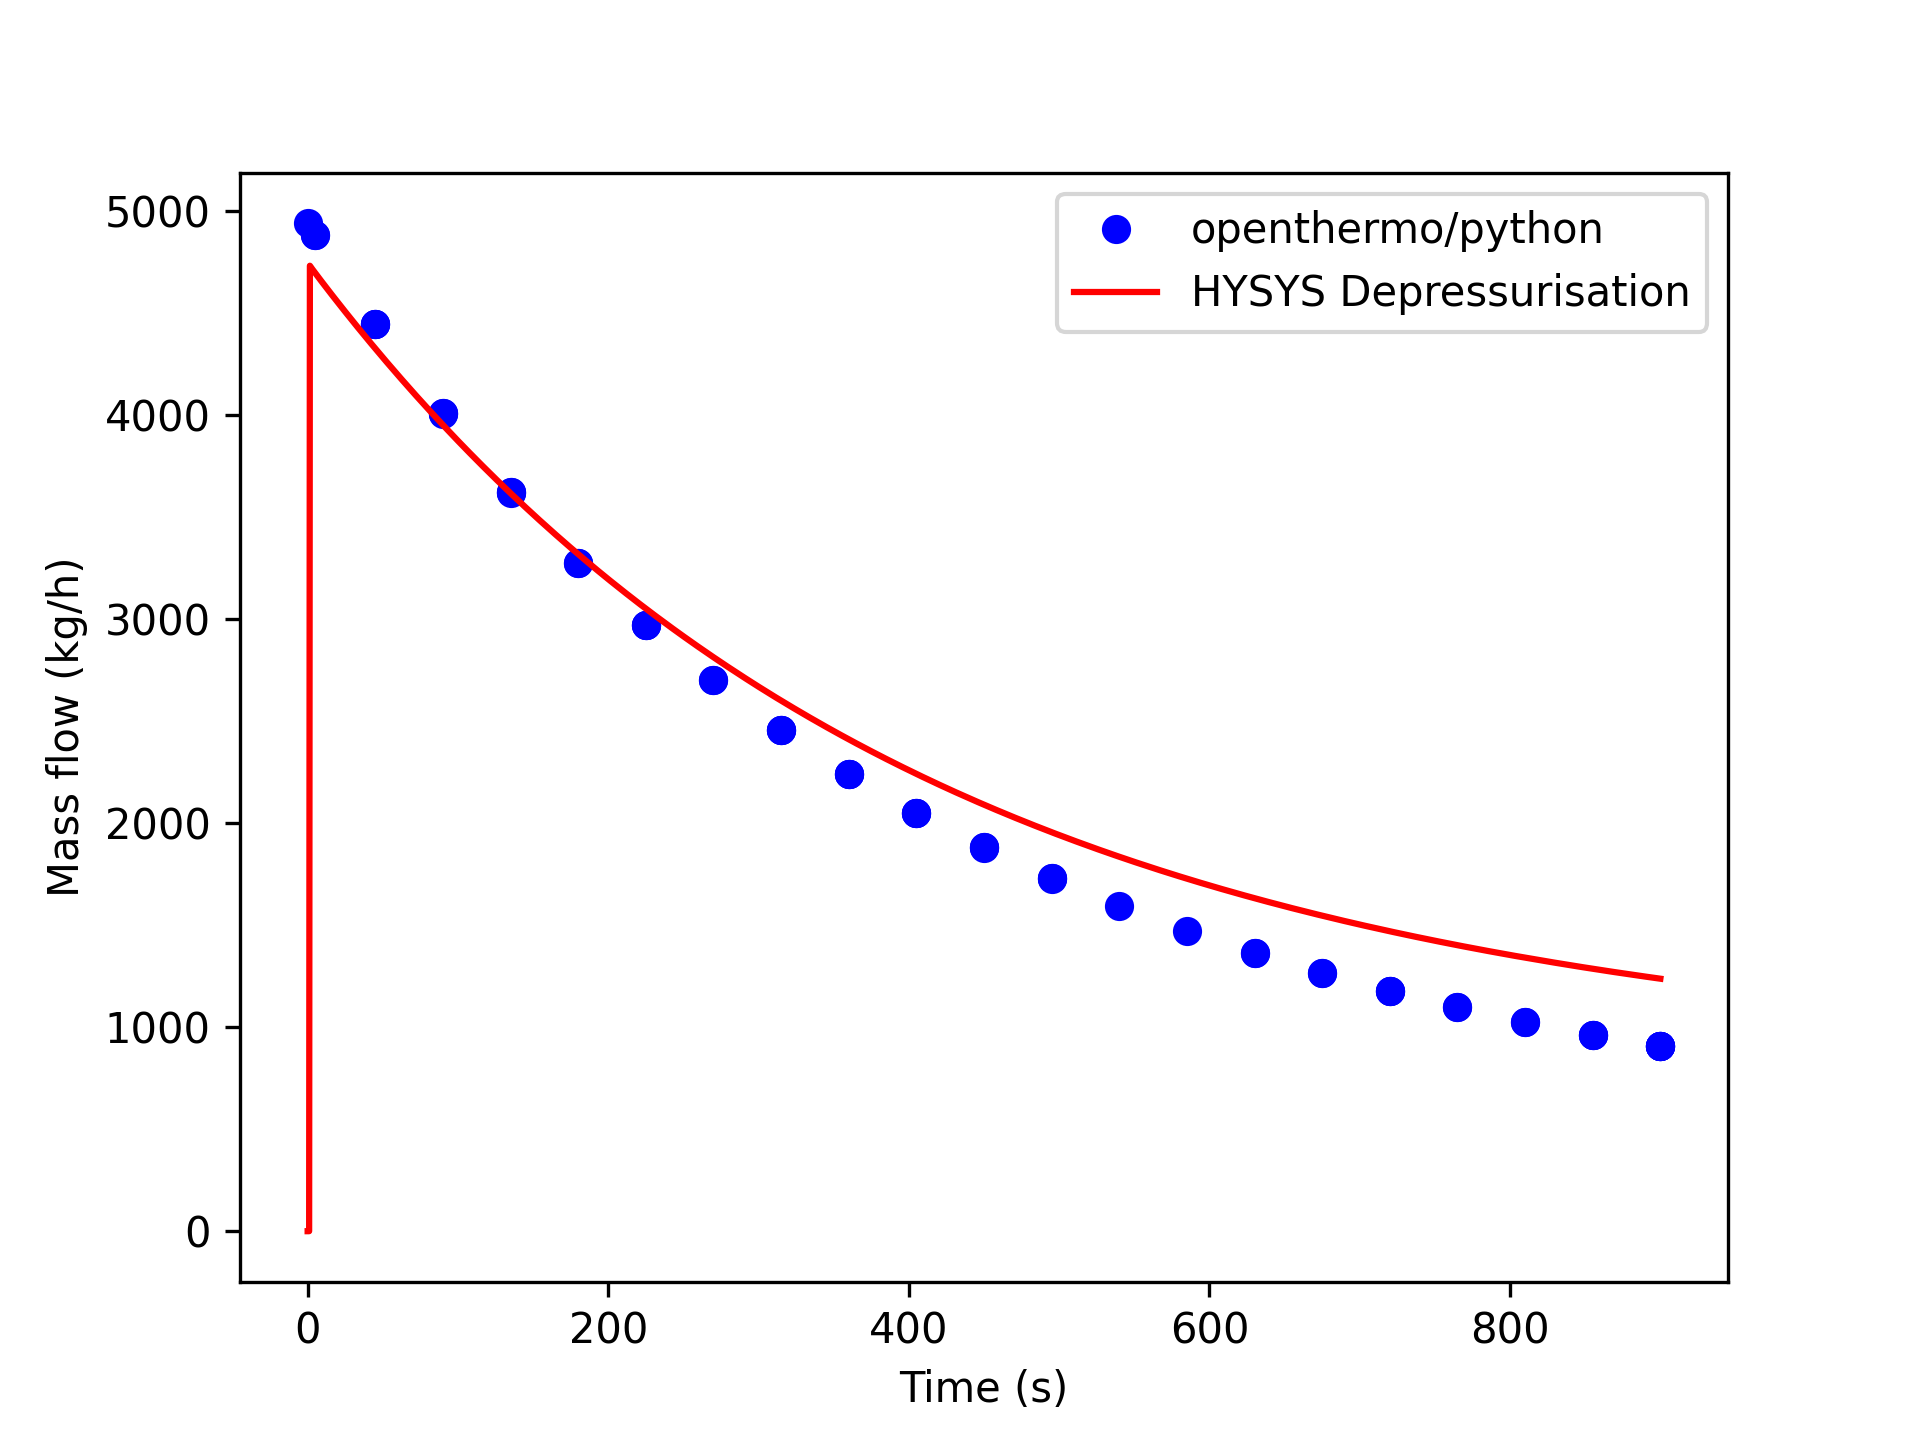 openthermo/python
HYSYS Depressurisation
5000
4000
3000
2000
1000
0
Mass flow (kg/h)
0 200 400 600 800
Time (s)